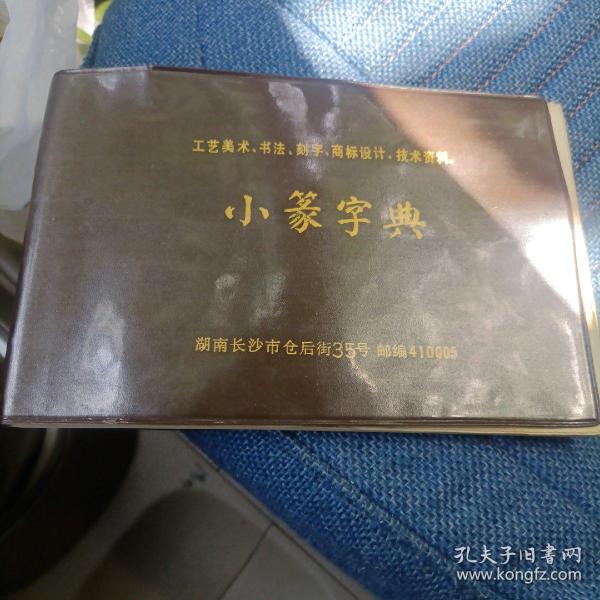 工艺美术、书法、刻字、商标设计、技术资料。
小篆字典
湖南长沙市仓后街35号 邮编410005
孔夫子旧書网
www.kongfz.com